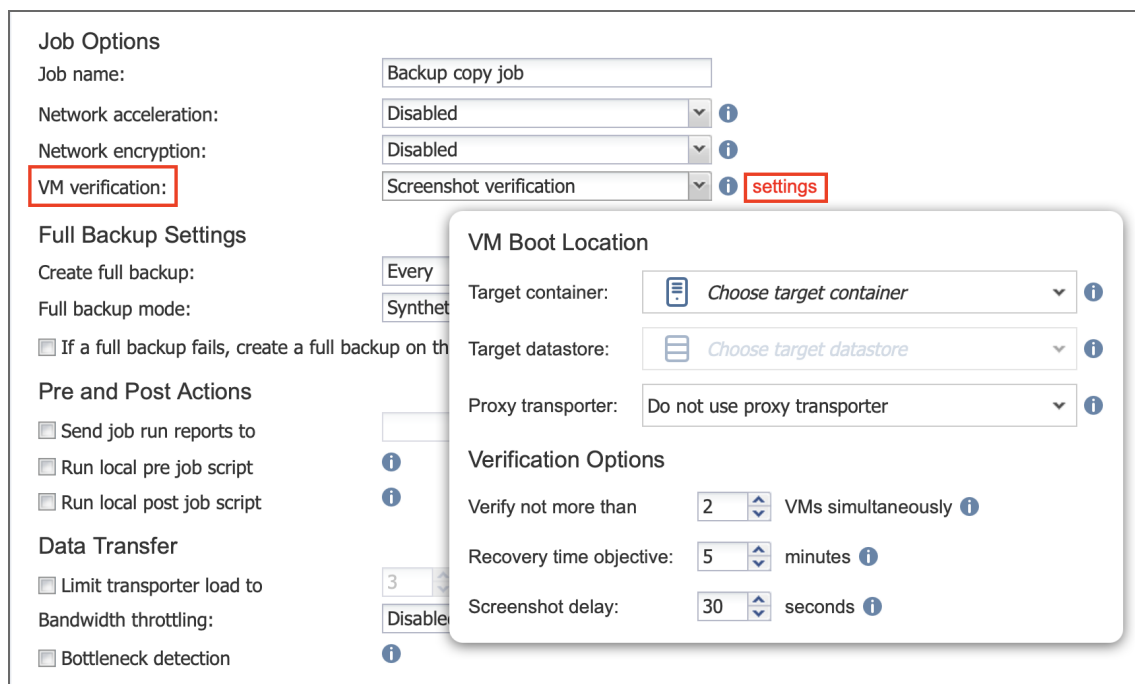 Job Options
Job name: Backup copy job
Network acceleration: Disabled
Network encryption: Disabled
VM verification: Screenshot verification settings
Full Backup Settings
Create full backup: Every
Full backup mode: Synthet
If a full backup fails, create a full backup on th
Pre and Post Actions
Send job run reports to
Run local pre job script
Run local post job script
Data Transfer
Limit transporter load to 3
Bandwidth throttling: Disable
Bottleneck detection
VM Boot Location
Target container: Choose target container
Target datastore: Choose target datastore
Proxy transporter: Do not use proxy transporter
Verification Options
Verify not more than 2 VMs simultaneously
Recovery time objective: 5 minutes
Screenshot delay: 30 seconds